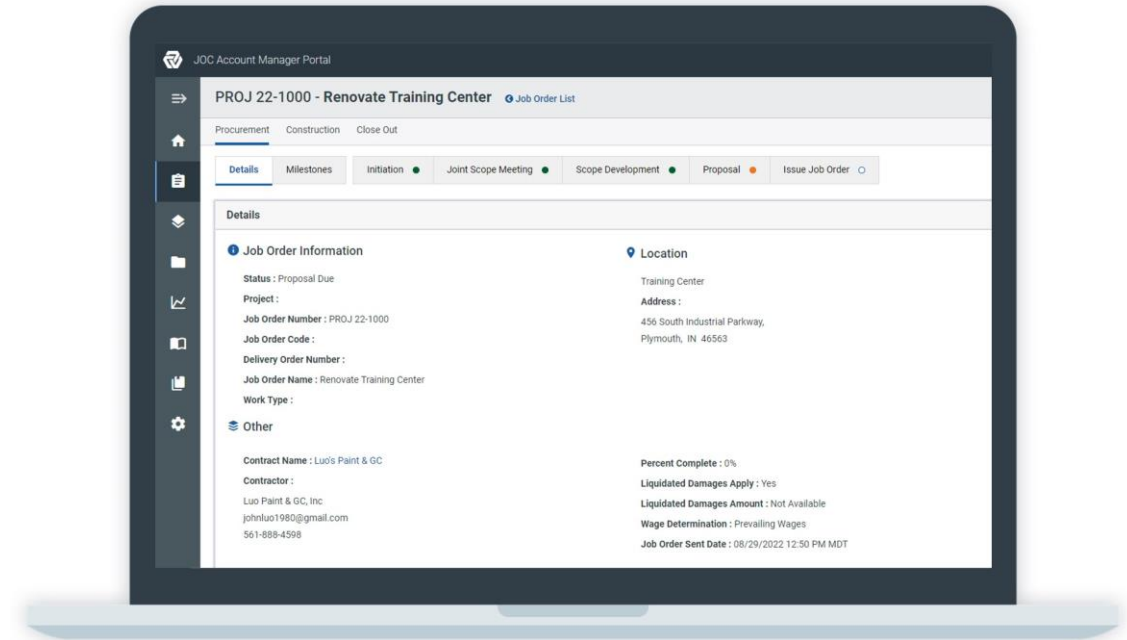 JOC Account Manager Portal
PROJ 22-1000 - Renovate Training Center Job Order List
Procurement Construction Close Out
Details Milestones Initiation Joint Scope Meeting Scope Development Proposal Issue Job Order
Details
Job Order Information
Status : Proposal Due
Project :
Job Order Number : PROJ 22-1000
Job Order Code :
Delivery Order Number :
Job Order Name : Renovate Training Center
Work Type :
Location
Training Center
Address :
456 South Industrial Parkway,
Plymouth, IN 46563
Other
Contract Name : Luo's Paint & GC
Contractor :
Luo Paint & GC, Inc
johnluo1980@gmail.com
561-888-4598
Percent Complete : 0%
Liquidated Damages Apply : Yes
Liquidated Damages Amount : Not Available
Wage Determination : Prevailing Wages
Job Order Sent Date : 08/29/2022 12:50 PM MDT